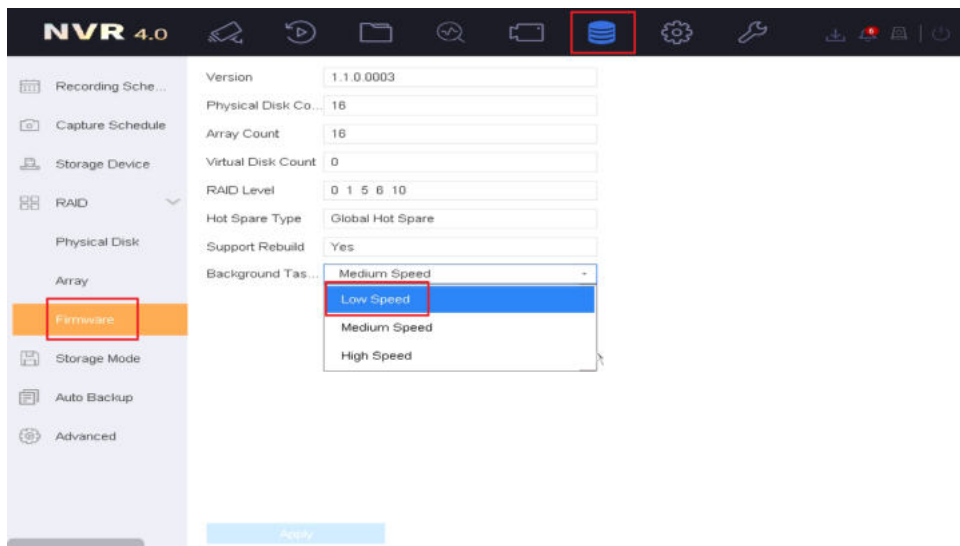 NVR 4.0
Recording Sche...
Capture Schedule
Storage Device
RAID
Physical Disk
Array
Firmware
Storage Mode
Auto Backup
Advanced
Version 1.1.0.0003
Physical Disk Co... 16
Array Count 16
Virtual Disk Count 0
RAID Level 0 1 5 6 10
Hot Spare Type Global Hot Spare
Support Rebuild Yes
Background Tas... Medium Speed
Low Speed
Medium Speed
High Speed
Apply